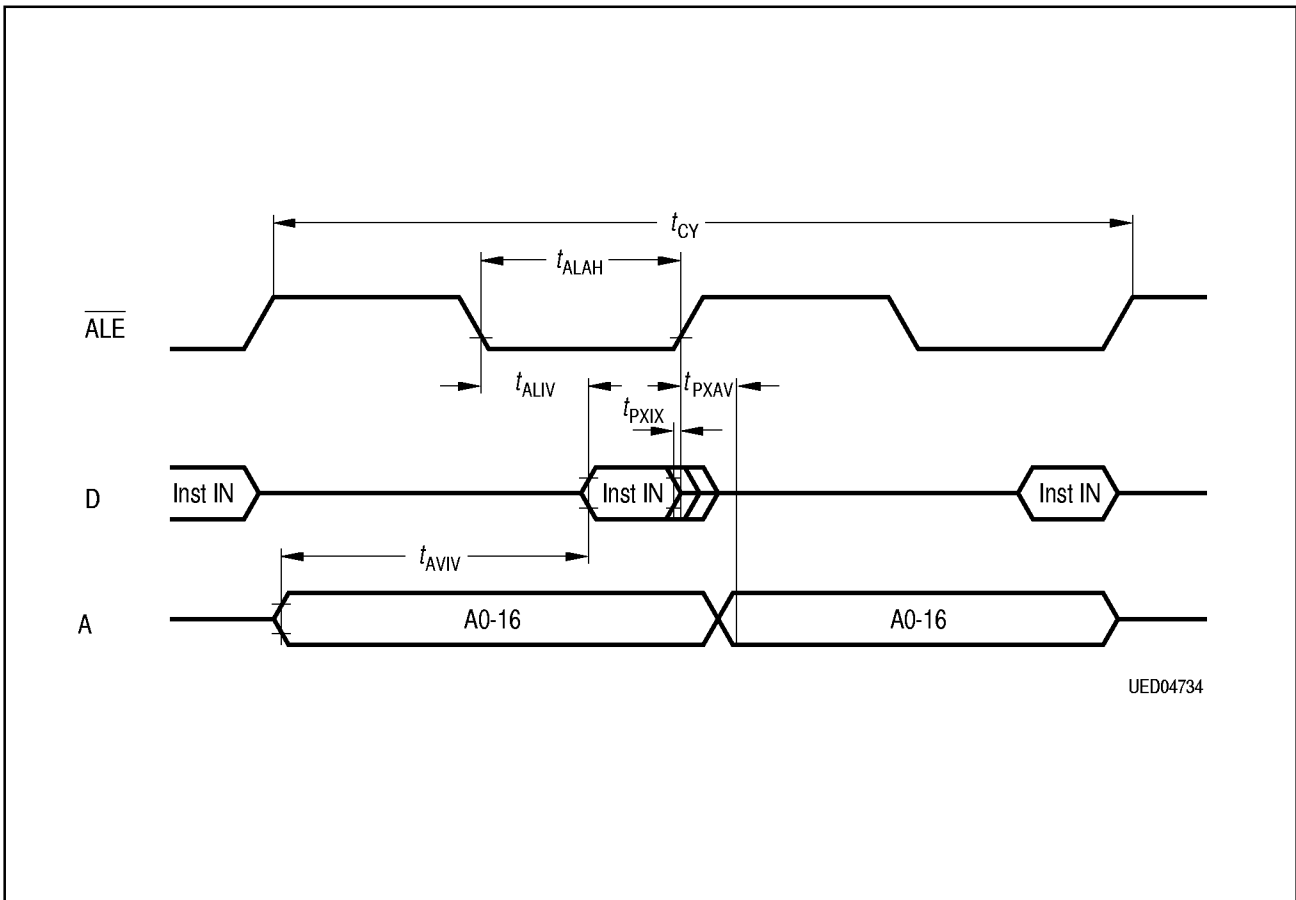 tCY
tALAH
ALE
tALIV
tPXAV
tPXIX
D
Inst IN
Inst IN
Inst IN
tAVIV
A
A0-16
A0-16
UED04734